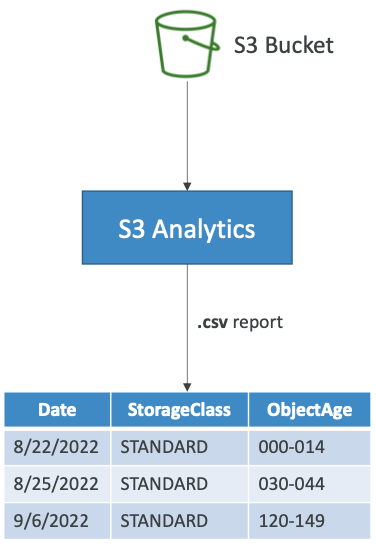 S3 Bucket
S3 Analytics
.csv report
Date StorageClass ObjectAge
8/22/2022 STANDARD 000-014
8/25/2022 STANDARD 030-044
9/6/2022 STANDARD 120-149